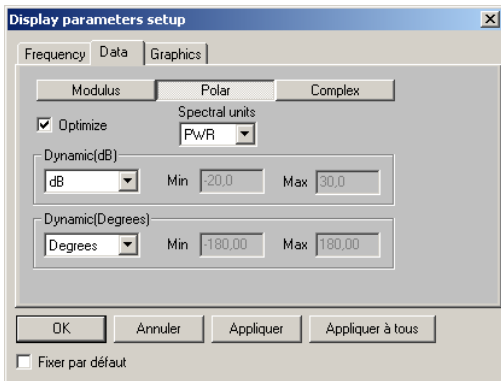 Display parameters setup
Frequency Data Graphics
Modulus Polar Complex
Optimize
Spectral units
PWR
Dynamic(dB)
dB Min -20,0 Max 30,0
Dynamic(Degrees)
Degrees Min -180,00 Max 180,00
OK Annuler Appliquer Appliquer à tous
Fixer par défaut